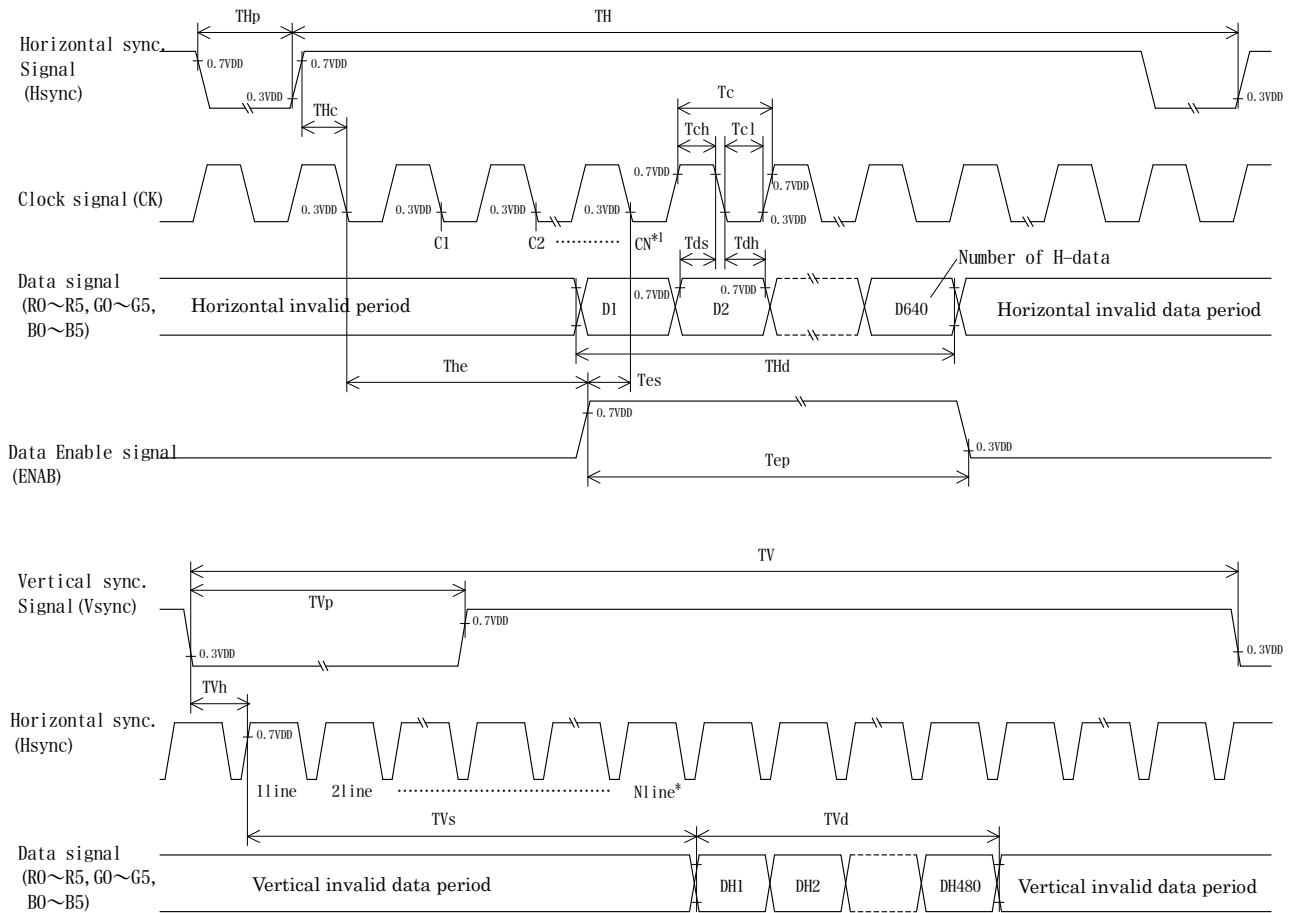 THp
TH
Horizontal sync.
Signal
(Hsync)
0.7VDD
0.7VDD
0.3VDD
0.3VDD
THc
Tc
Tch
Tcl
Clock signal(CK)
0.7VDD
0.7VDD
0.3VDD
0.3VDD
0.3VDD
0.3VDD
0.3VDD
C1
C2
............
CN*1
Tds
Tdh
Number of H-data
Data signal
(R0～R5,G0～G5,
B0～B5)
Horizontal invalid period
D1
0.7VDD
D2
0.7VDD
D640
Horizontal invalid data period
THd
The
Tes
0.7VDD
Data Enable signal
(ENAB)
0.3VDD
Tep
TV
Vertical sync.
Signal(Vsync)
TVp
0.7VDD
0.3VDD
0.3VDD
TVh
Horizontal sync.
(Hsync)
0.7VDD
1line
2line
......................................
Nline*
TVs
TVd
Data signal
(R0～R5,G0～G5,
B0～B5)
Vertical invalid data period
DH1
DH2
DH480
Vertical invalid data period